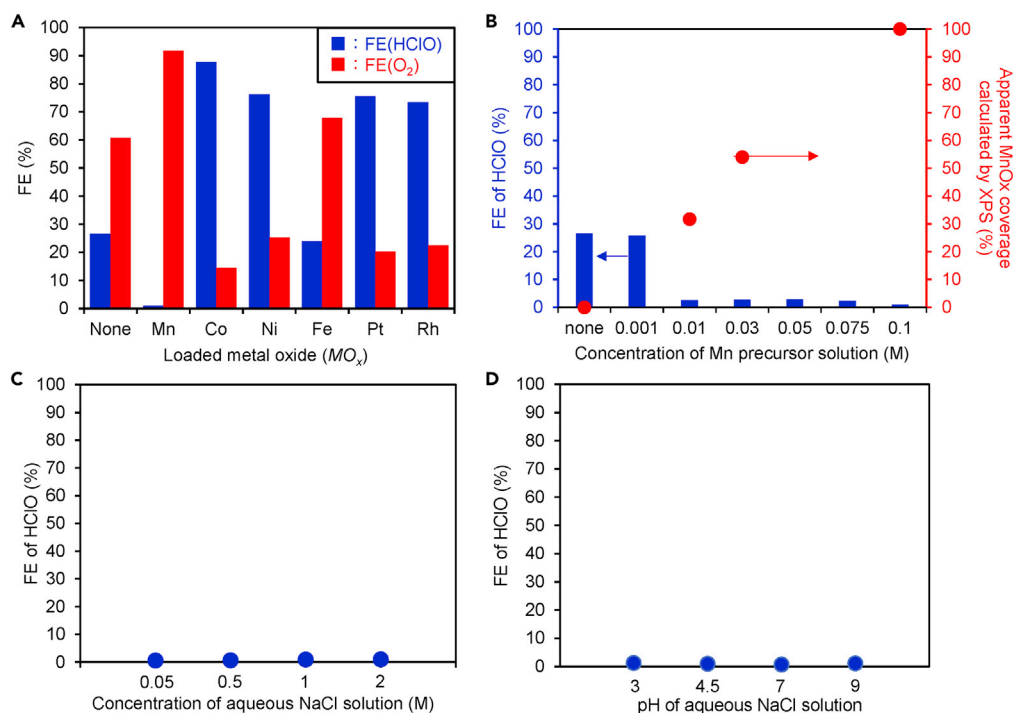 A
100
90
80
70
60
50
40
30
20
10
0
FE (%)
: FE(HClO)
: FE(O2)
None Mn Co Ni Fe Pt Rh
Loaded metal oxide (MOx)
B
100
90
80
70
60
50
40
30
20
10
0
FE of HClO (%)
100
90
80
70
60
50
40
30
20
10
0
Apparent MnOx coverage
calculated by XPS (%)
none 0.001 0.01 0.03 0.05 0.075 0.1
Concentration of Mn precursor solution (M)
C
100
90
80
70
60
50
40
30
20
10
0
FE of HClO (%)
0.05 0.5 1 2
Concentration of aqueous NaCl solution (M)
D
100
90
80
70
60
50
40
30
20
10
0
FE of HClO (%)
3 4.5 7 9
pH of aqueous NaCl solution